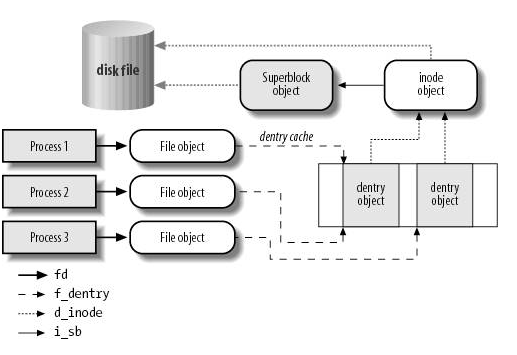 disk file
Superblock
object
inode
object
dentry cache
Process 1
File object
Process 2
File object
dentry
object
dentry
object
Process 3
File object
fd
f_dentry
d_inode
i_sb